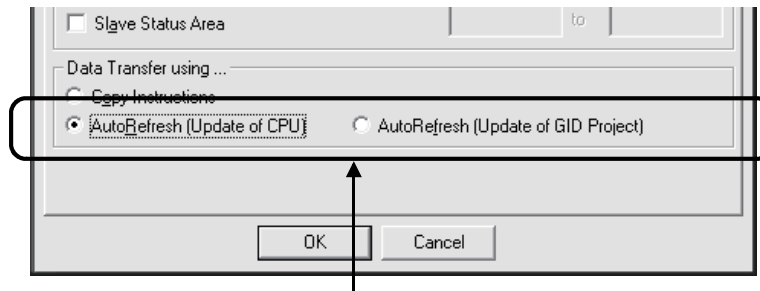 Slave Status Area to
Data Transfer using ...
Copy Instructions
AutoRefresh (Update of CPU) AutoRefresh (Update of GID Project)
OK Cancel